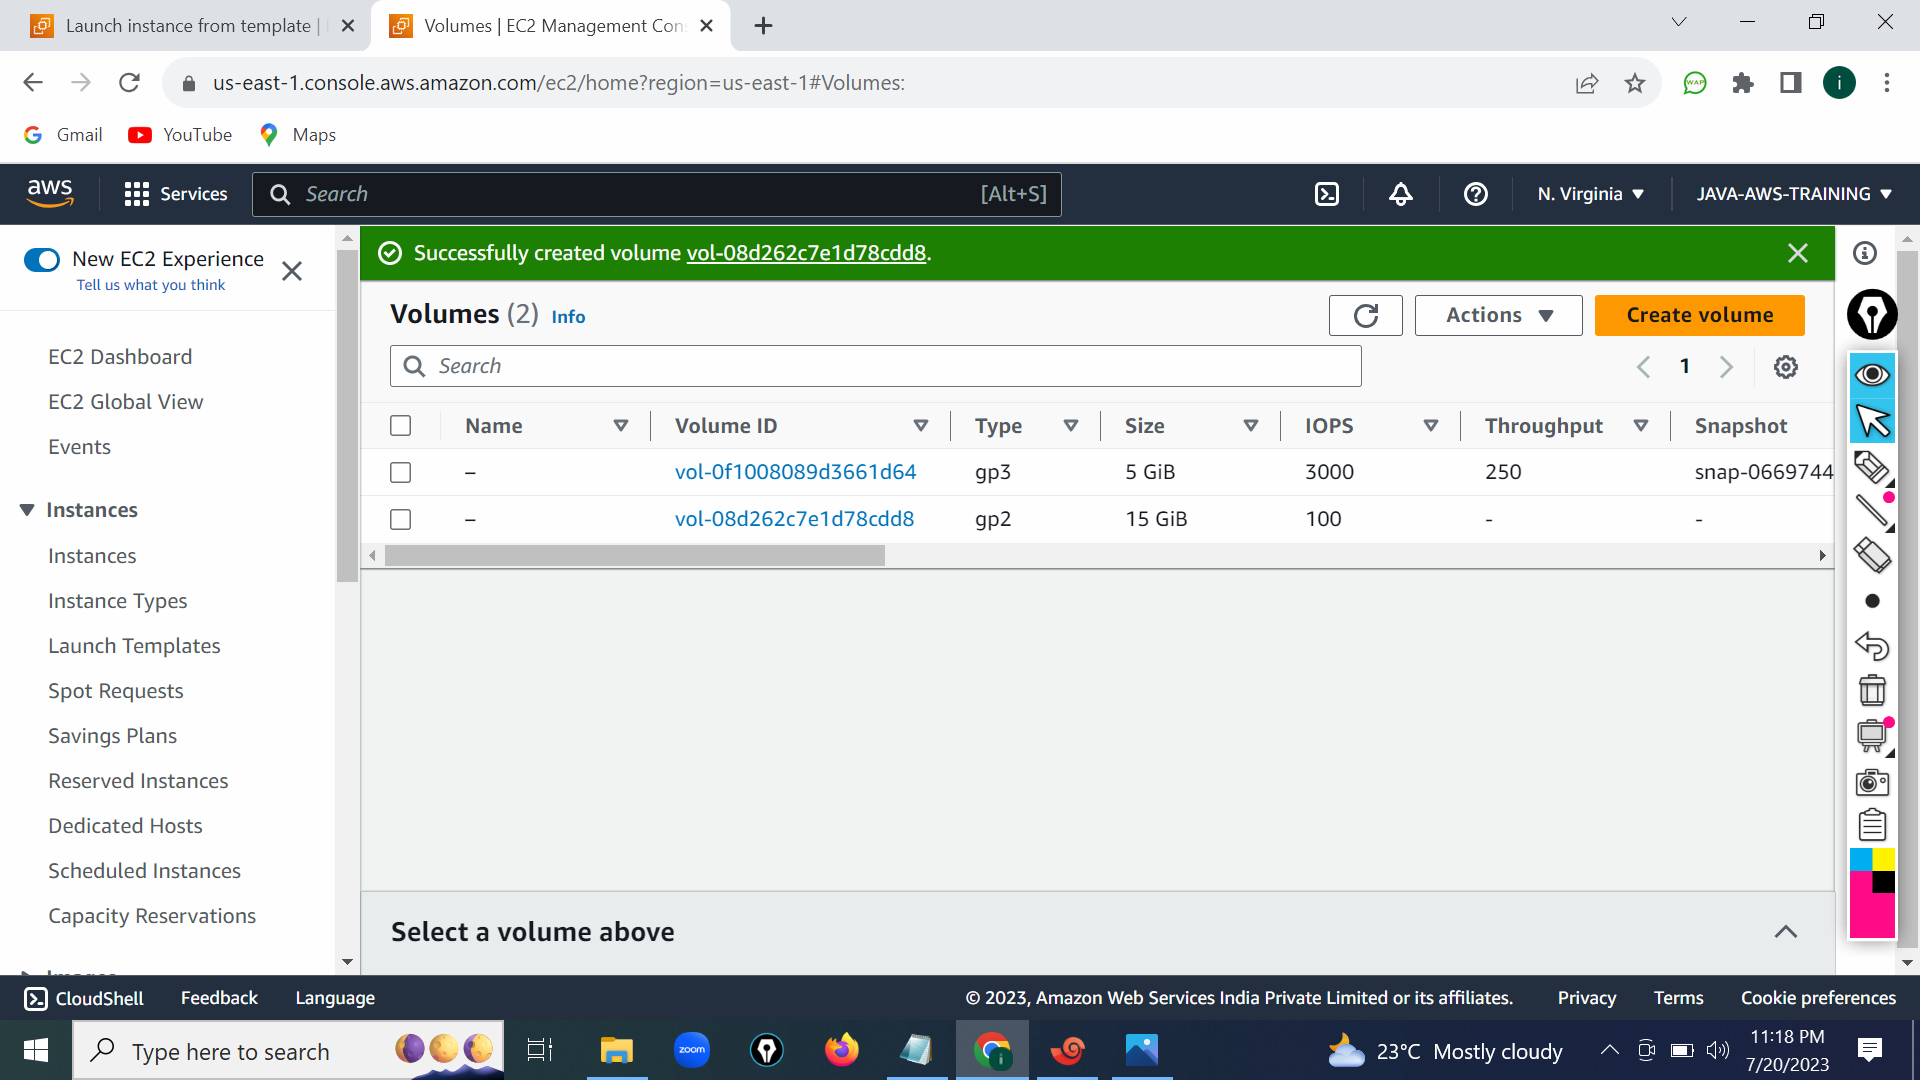 Launch instance from template |
Volumes | EC2 Management Con
us-east-1.console.aws.amazon.com/ec2/home?region=us-east-1#Volumes:
WAP
i
Gmail
YouTube
Maps
aws
Services
Search
[Alt+S]
N. Virginia
JAVA-AWS-TRAINING
New EC2 Experience
Tell us what you think
Successfully created volume vol-08d262c7e1d78cdd8.
Volumes (2) Info
Actions
Create volume
Search
1
Name Volume ID Type Size IOPS Throughput Snapshot
– vol-0f1008089d3661d64 gp3 5 GiB 3000 250 snap-0669744
– vol-08d262c7e1d78cdd8 gp2 15 GiB 100 - -
EC2 Dashboard
EC2 Global View
Events
Instances
Instances
Instance Types
Launch Templates
Spot Requests
Savings Plans
Reserved Instances
Dedicated Hosts
Scheduled Instances
Capacity Reservations
Images
Select a volume above
CloudShell
Feedback
Language
© 2023, Amazon Web Services India Private Limited or its affiliates.
Privacy
Terms
Cookie preferences
Type here to search
zoom
i
23°C Mostly cloudy
11:18 PM
7/20/2023